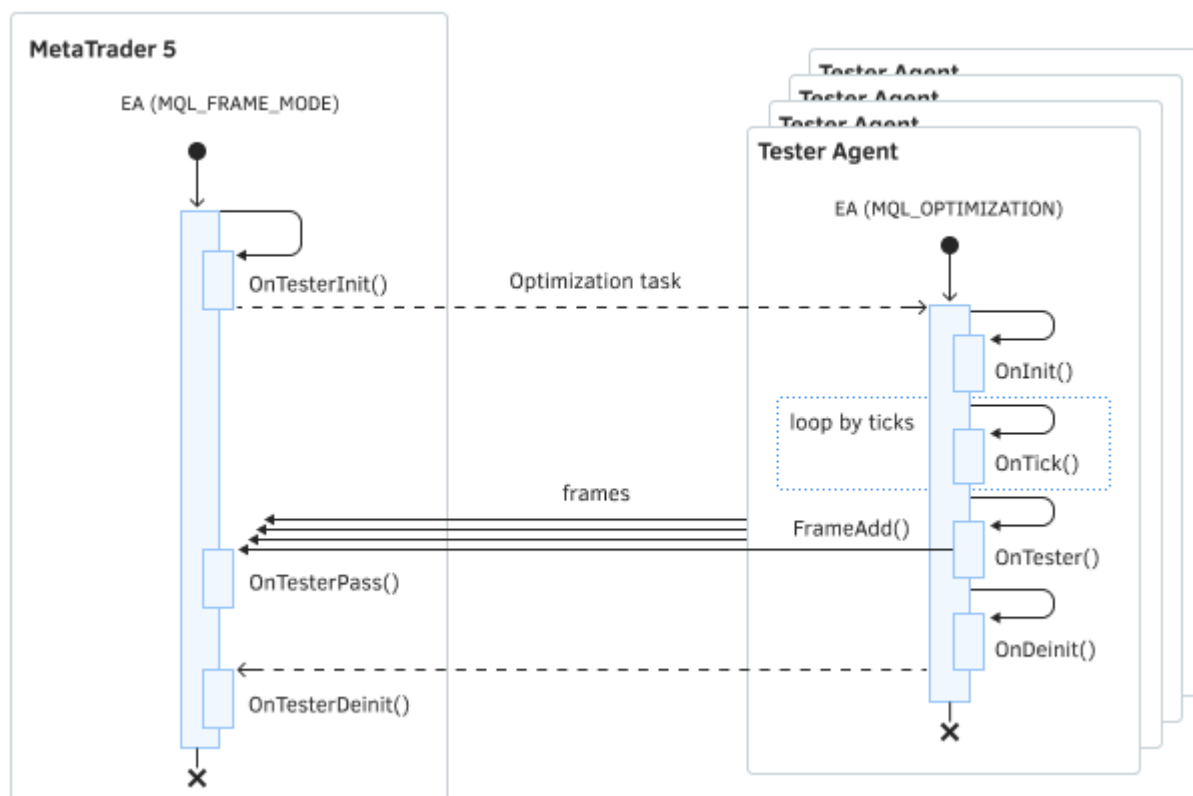 MetaTrader 5
EA (MQL_FRAME_MODE)
OnTesterInit()
Optimization task
Tester Agent
Tester Agent
Tester Agent
Tester Agent
EA (MQL_OPTIMIZATION)
OnInit()
loop by ticks
OnTick()
frames
FrameAdd()
OnTester()
OnTesterPass()
OnDeinit()
OnTesterDeinit()